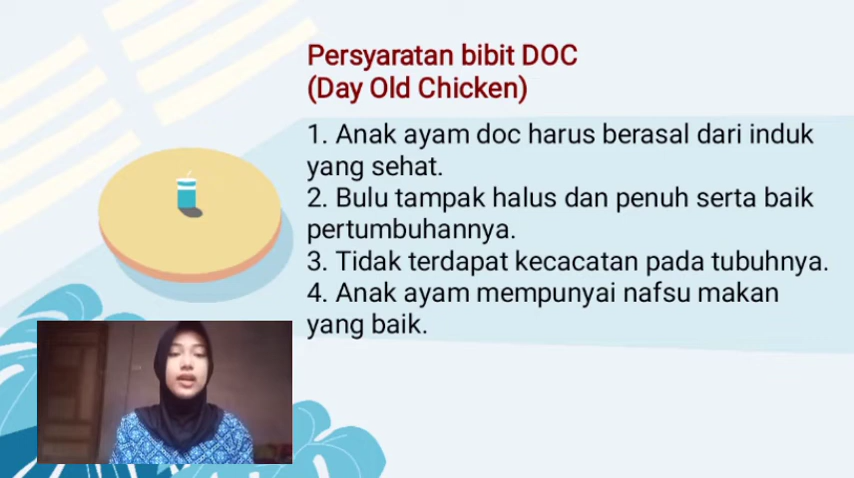 Persyaratan bibit DOC
(Day Old Chicken)
1. Anak ayam doc harus berasal dari induk
yang sehat.
2. Bulu tampak halus dan penuh serta baik
pertumbuhannya.
3. Tidak terdapat kecacatan pada tubuhnya.
4. Anak ayam mempunyai nafsu makan
yang baik.